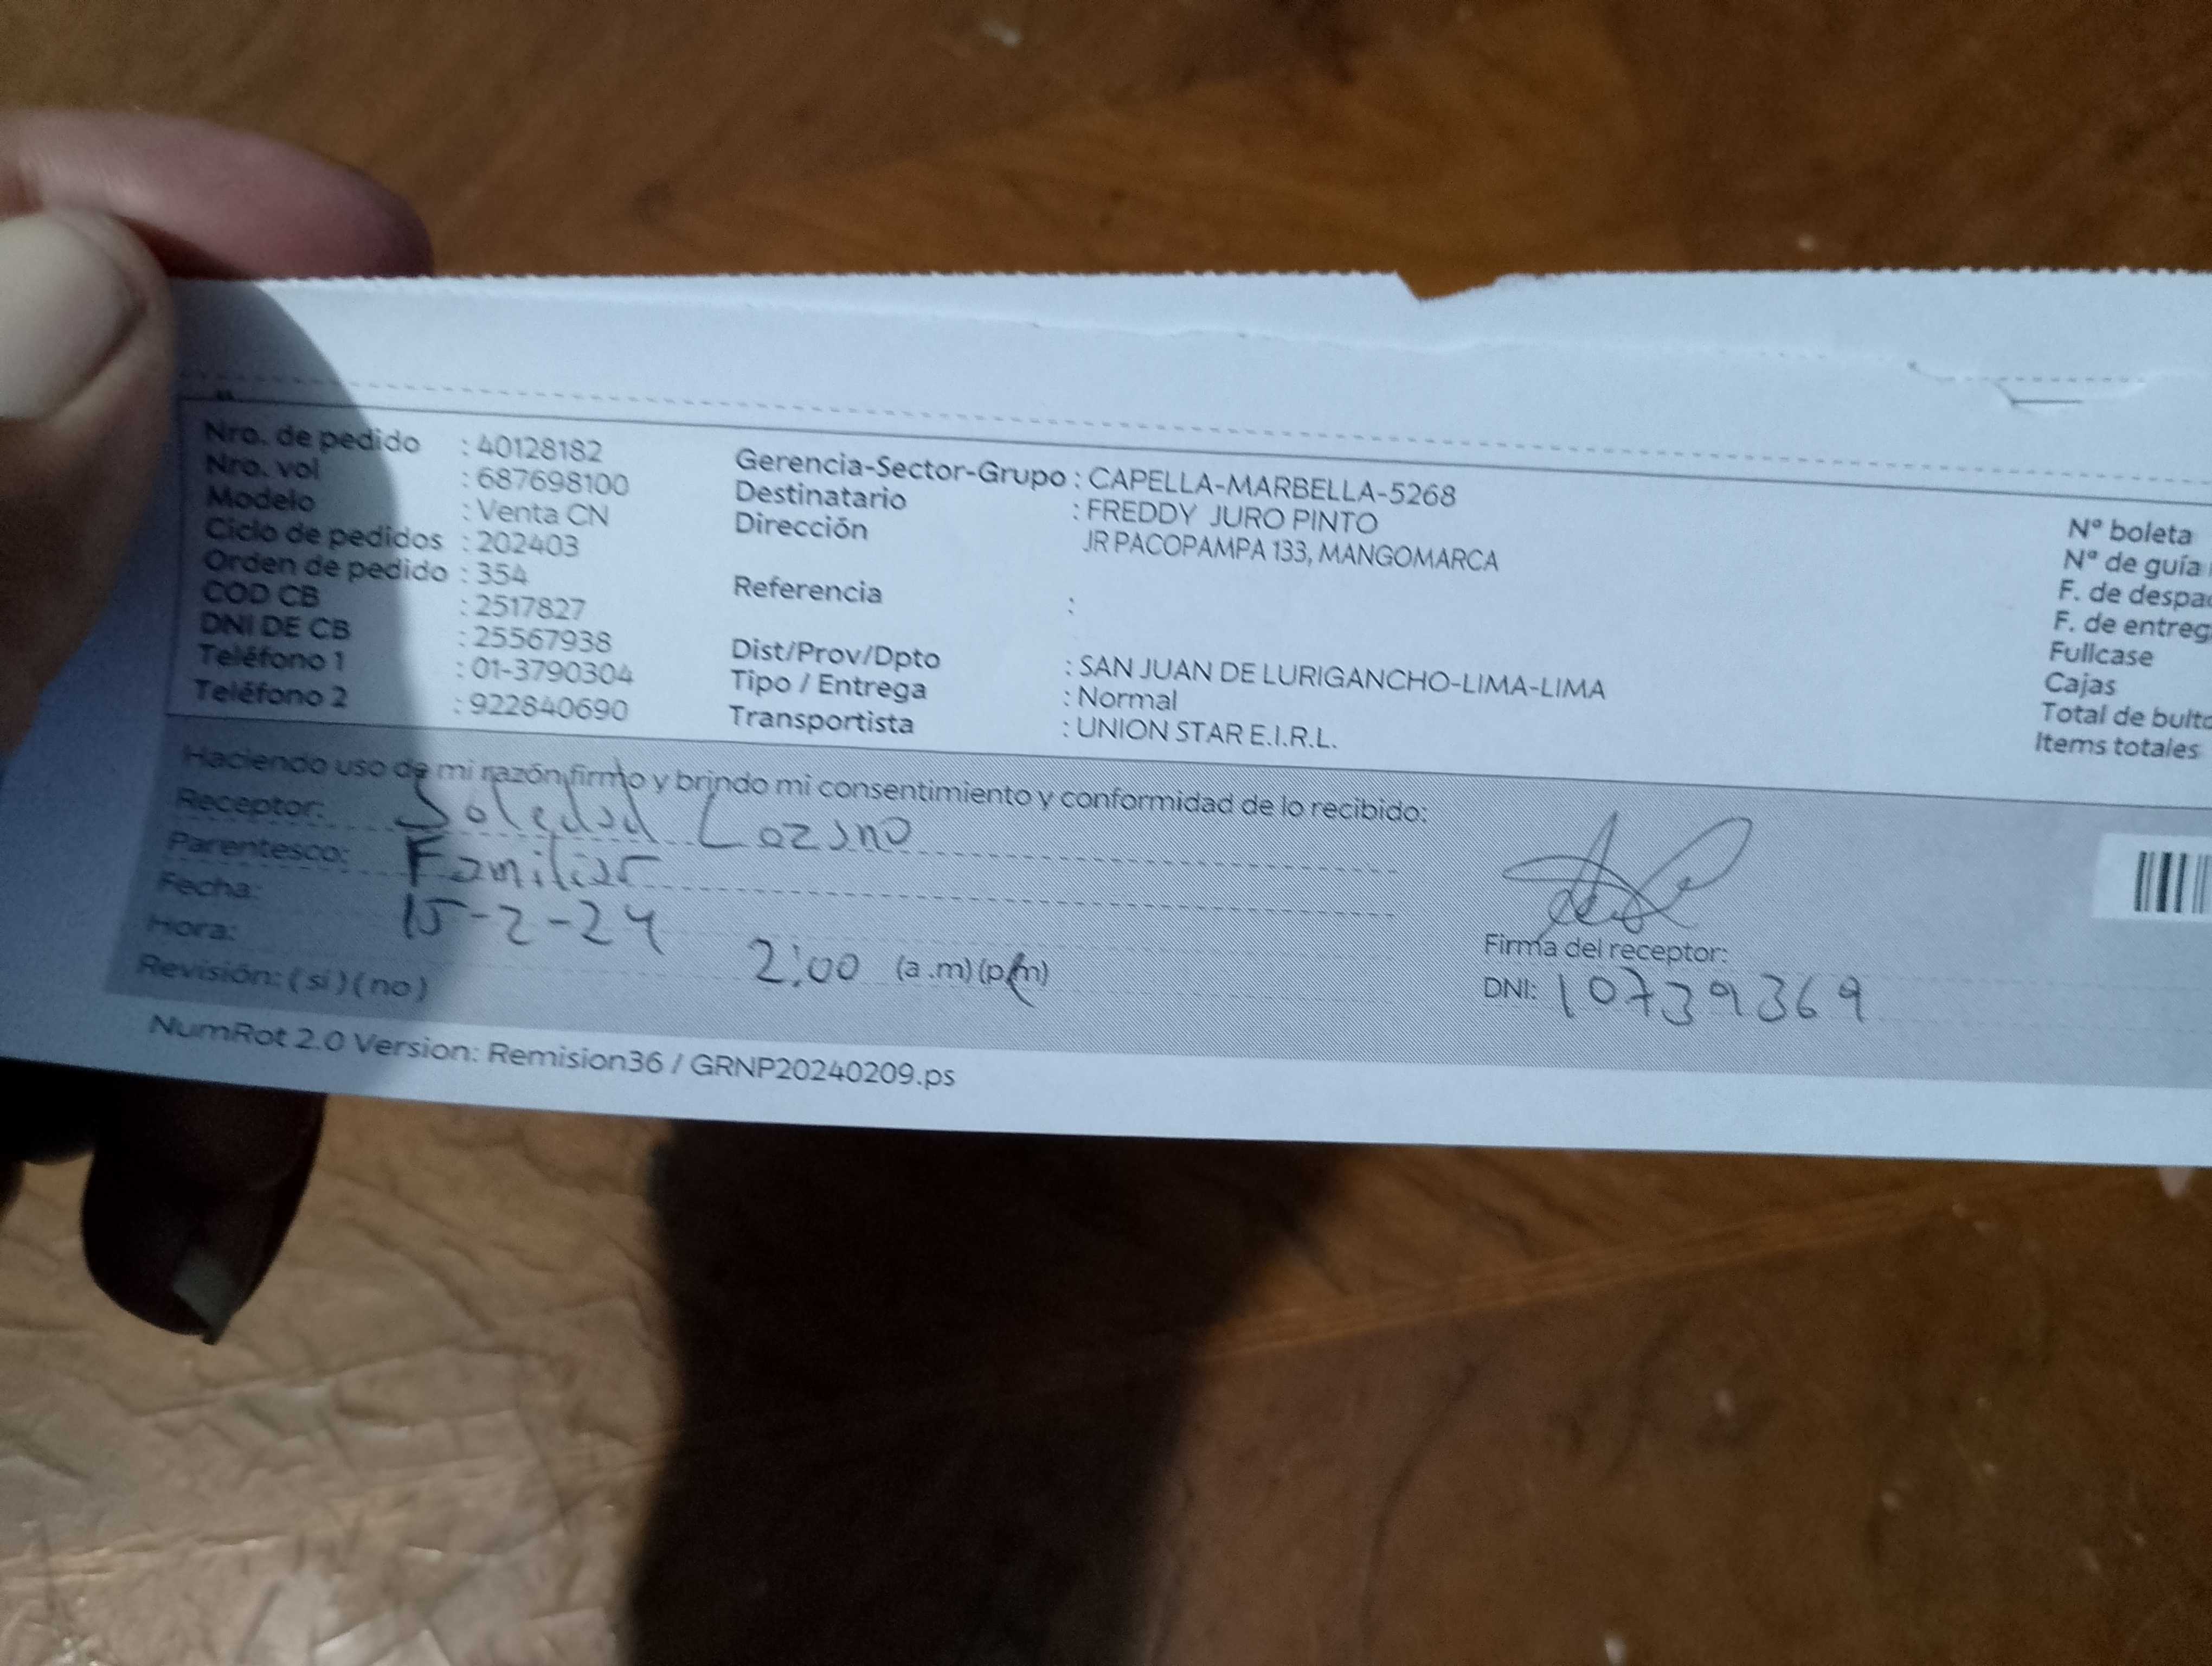 Nro. de pedido : 40128182
Nro. vol : 687698100
Modelo : Venta CN
Ciclo de pedidos : 202403
Orden de pedido : 354
COD CB : 2517827
DNI DE CB : 25567938
Teléfono 1 : 01-3790304
Teléfono 2 : 922840690
Gerencia-Sector-Grupo : CAPELLA-MARBELLA-5268
Destinatario : FREDDY JURO PINTO
Dirección JR PACOPAMPA 133, MANGOMARCA
Referencia :
Dist/Prov/Dpto : SAN JUAN DE LURIGANCHO-LIMA-LIMA
Tipo / Entrega : Normal
Transportista : UNION STAR E.I.R.L.
Nº boleta
Nº de guía
F. de despac
F. de entreg
Fullcase
Cajas
Total de bulto
Items totales
Haciendo uso de mi razón firmo y brindo mi consentimiento y conformidad de lo recibido:
Receptor: Soledad Lozano
Parentesco: Familiar
Fecha: 15-2-24
Hora: 2:00 (a .m) (p.m)
Revisión: ( si ) ( no )
Firma del receptor:
DNI: 10739369
NumRot 2.0 Version: Remision36 / GRNP20240209.ps